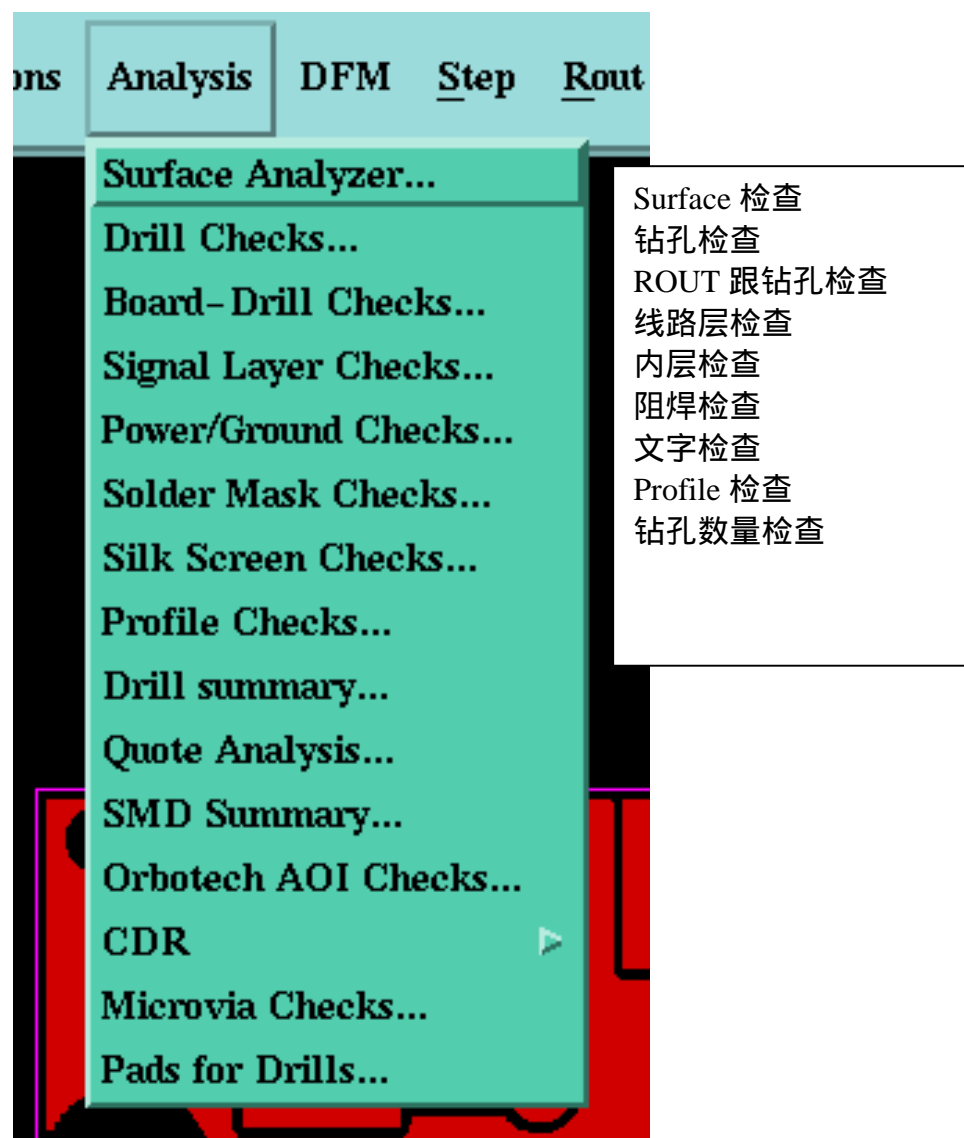 ons Analysis DFM Step Rout
Surface Analyzer...
Drill Checks...
Board-Drill Checks...
Signal Layer Checks...
Power/Ground Checks...
Solder Mask Checks...
Silk Screen Checks...
Profile Checks...
Drill summary...
Quote Analysis...
SMD Summary...
Orbotech AOI Checks...
CDR
Microvia Checks...
Pads for Drills...
Surface 检查
钻孔检查
ROUT 跟钻孔检查
线路层检查
内层检查
阻焊检查
文字检查
Profile 检查
钻孔数量检查